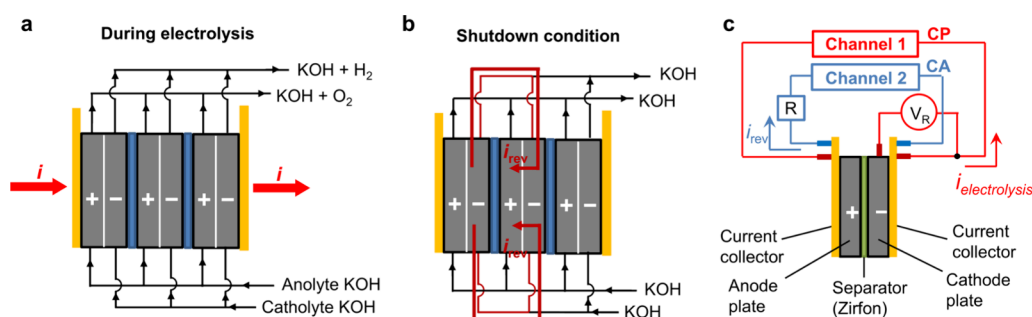 a
During electrolysis
KOH + H2
KOH + O2
i
i
+ − + − + −
Anolyte KOH
Catholyte KOH
b
Shutdown condition
KOH
KOH
irev
+ − + − + −
irev
KOH
KOH
c
Channel 1
CP
Channel 2
CA
R
VR
irev
ielectrolysis
+ −
Current
collector
Anode
plate
Separator
(Zirfon)
Current
collector
Cathode
plate